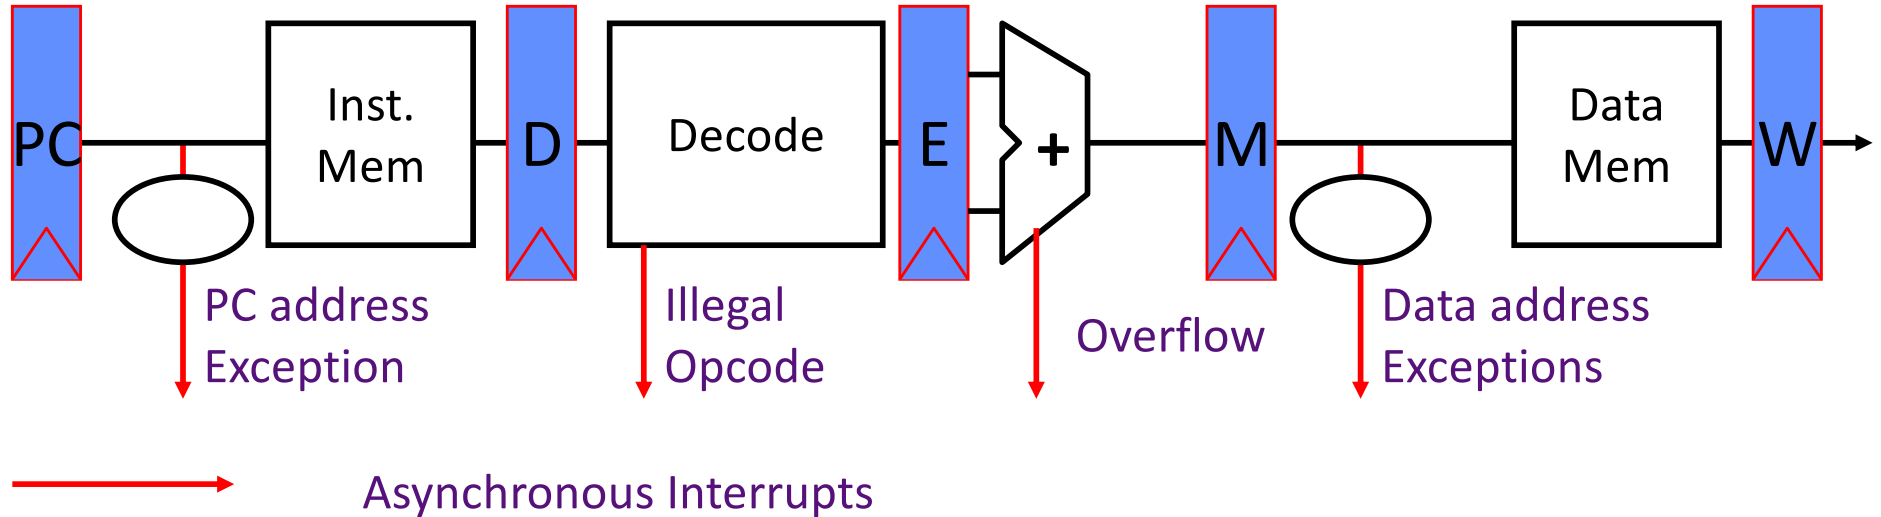 PC
Inst.
Mem
D
Decode
E
+
M
Data
Mem
W
PC address
Exception
Illegal
Opcode
Overflow
Data address
Exceptions
Asynchronous Interrupts